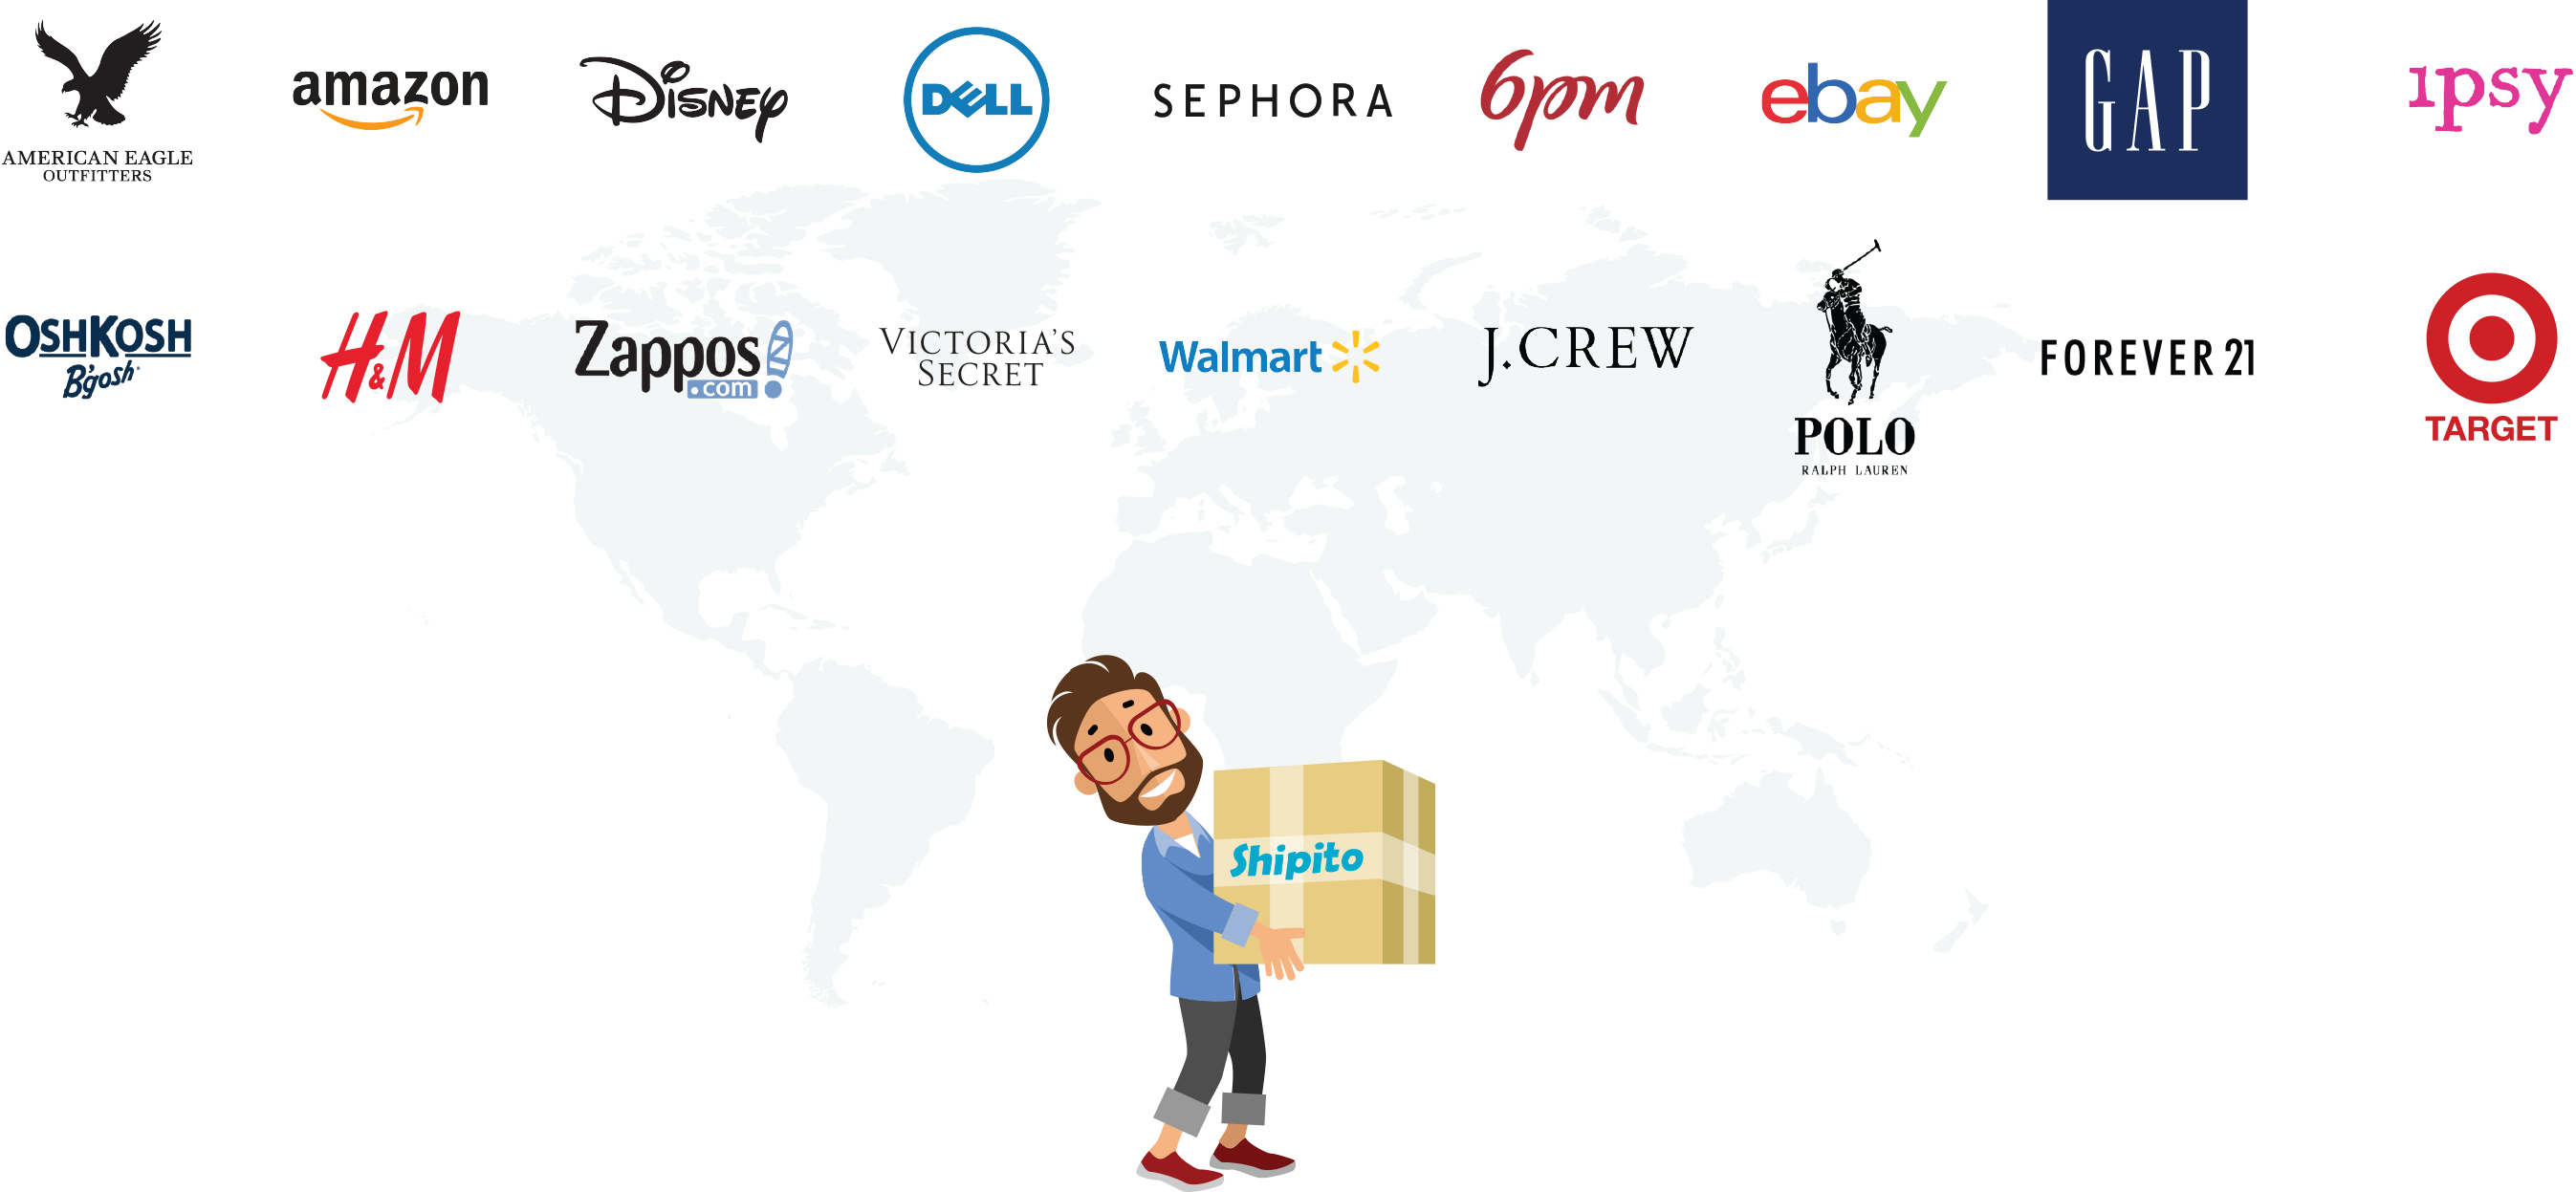 AMERICAN EAGLE
OUTFITTERS
amazon
Disney
DELL
SEPHORA
6pm
ebay
GAP
ipsy
OSHKOSH
B'gosh
H&M
Zappos
.com
VICTORIA'S
SECRET
Walmart
J.CREW
POLO
RALPH LAUREN
FOREVER 21
TARGET
Shipito